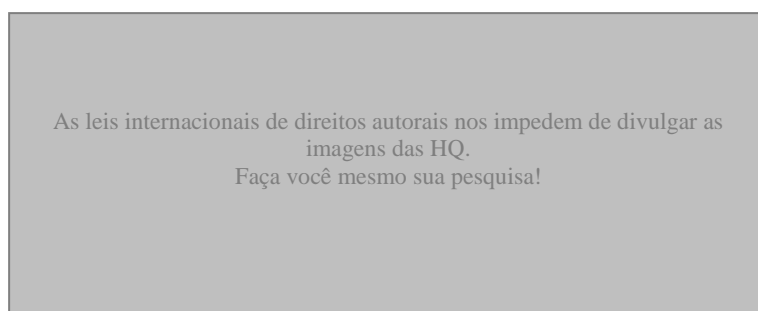 As leis internacionais de direitos autorais nos impedem de divulgar as
imagens das HQ.
Faça você mesmo sua pesquisa!